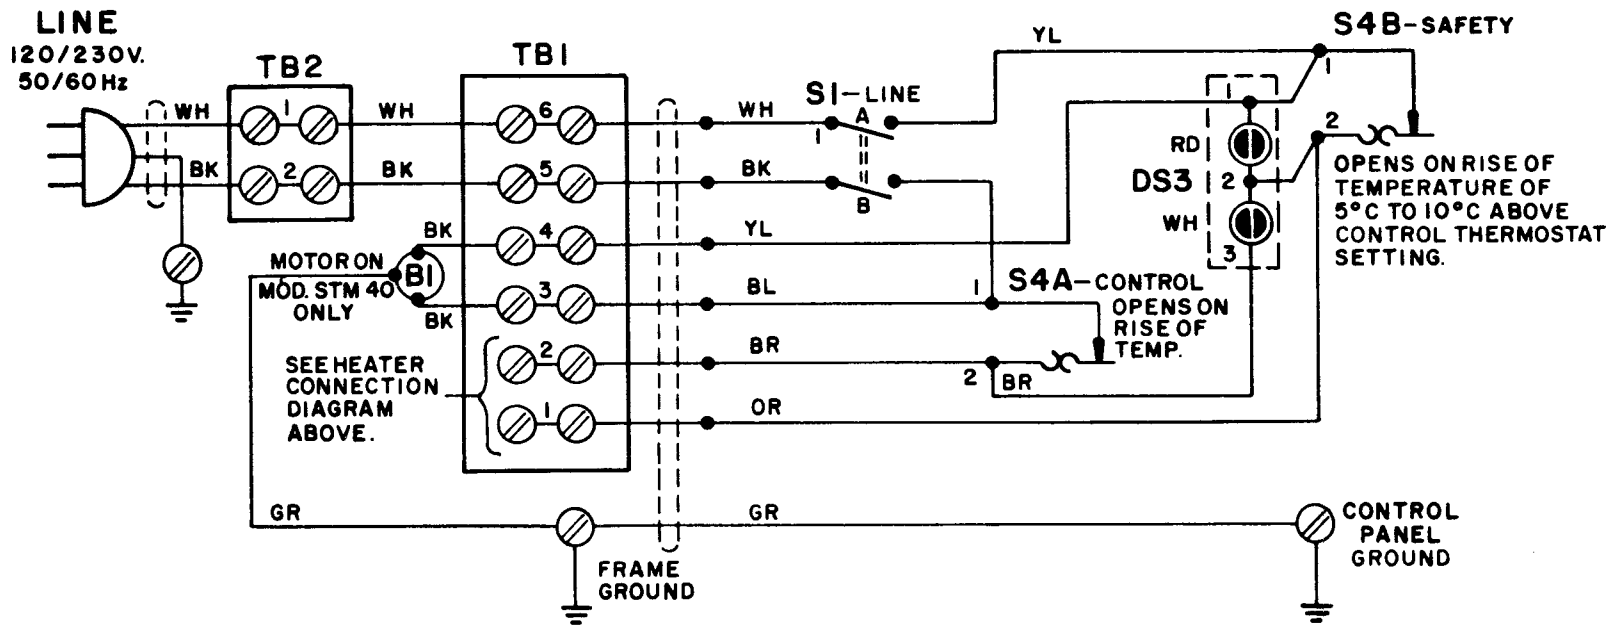 LINE
120/230V.
50/60Hz
TB2
TB1
S1-LINE
YL
S4B-SAFETY
WH
1
WH
6
WH
1
A
1
RD
1
2
BK
2
BK
5
BK
B
DS3
2
WH
3
OPENS ON RISE OF
TEMPERATURE OF
5°C TO 10°C ABOVE
CONTROL THERMOSTAT
SETTING.
BK
4
YL
MOTOR ON
MOD. STM 40
ONLY
B1
BK
3
BL
1
S4A-CONTROL
OPENS ON
RISE OF
TEMP.
SEE HEATER
CONNECTION
DIAGRAM
ABOVE.
2
BR
2
BR
1
OR
GR
GR
FRAME
GROUND
CONTROL
PANEL
GROUND